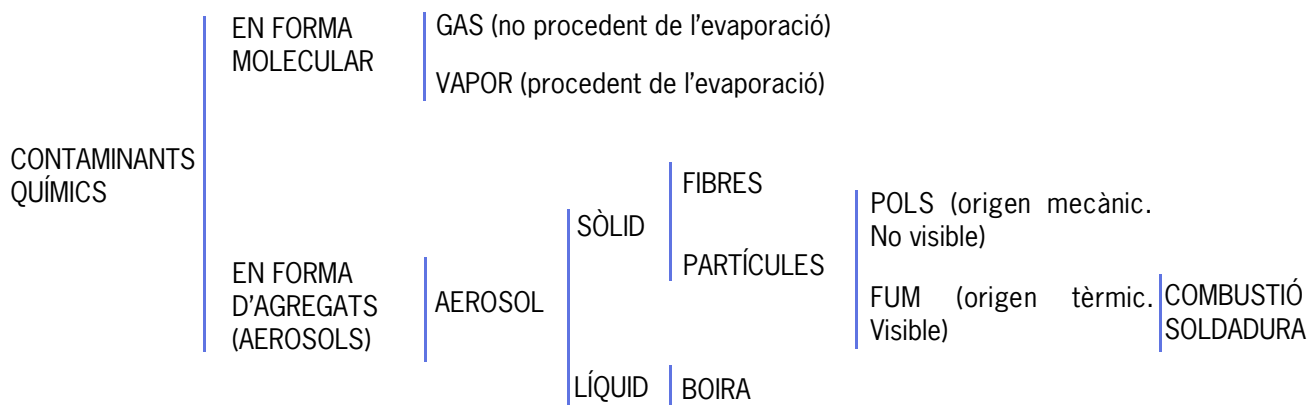 CONTAMINANTS
QUÍMICS
EN FORMA
MOLECULAR
GAS (no procedent de l'evaporació)
VAPOR (procedent de l'evaporació)
EN FORMA
D'AGREGATS
(AEROSOLS)
AEROSOL
SÒLID
FIBRES
PARTÍCULES
POLS (origen mecànic.
No visible)
FUM (origen tèrmic.
Visible)
COMBUSTIÓ
SOLDADURA
LÍQUID
BOIRA